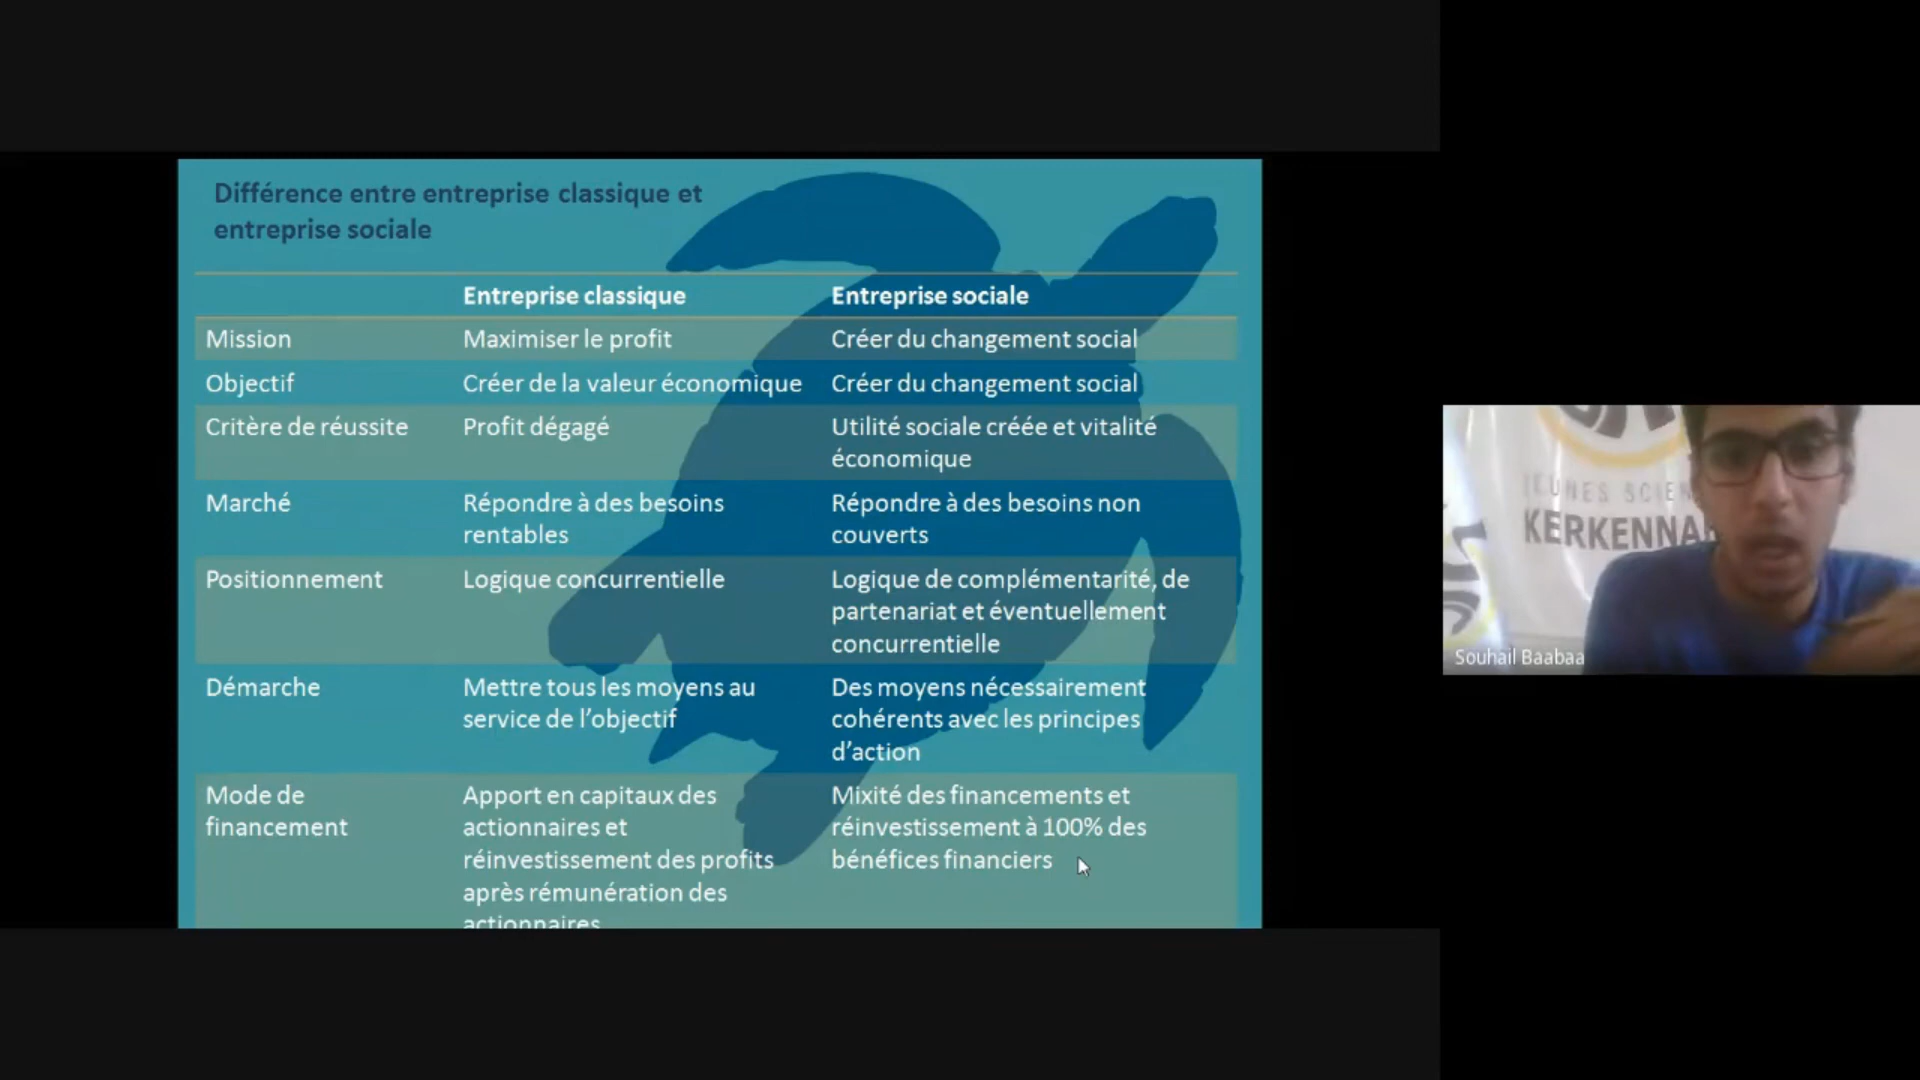 Différence entre entreprise classique et
entreprise sociale
Entreprise classique
Entreprise sociale
Mission
Maximiser le profit
Créer du changement social
Objectif
Créer de la valeur économique
Créer du changement social
Critère de réussite
Profit dégagé
Utilité sociale créée et vitalité
économique
Marché
Répondre à des besoins
rentables
Répondre à des besoins non
couverts
Positionnement
Logique concurrentielle
Logique de complémentarité, de
partenariat et éventuellement
concurrentielle
Démarche
Mettre tous les moyens au
service de l’objectif
Des moyens nécessairement
cohérents avec les principes
d’action
Mode de
financement
Apport en capitaux des
actionnaires et
réinvestissement des profits
après rémunération des
actionnaires
Mixité des financements et
réinvestissement à 100% des
bénéfices financiers
JEUNES SCIEN
KERKENNA
Souhail Baabaa